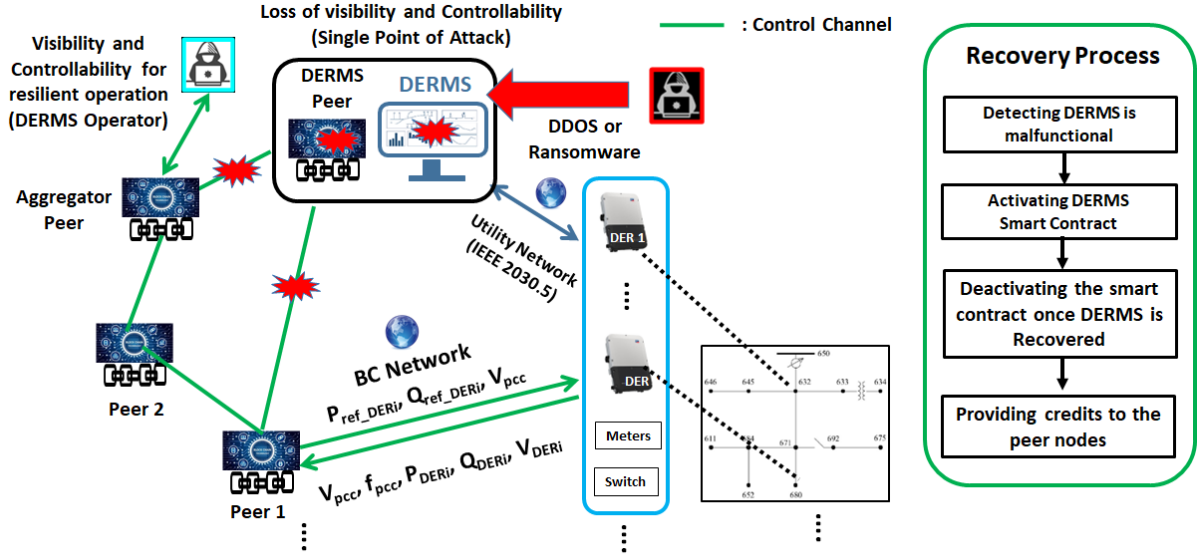 Loss of visibility and Controllability
(Single Point of Attack)
: Control Channel
Visibility and
Controllability for
resilient operation
(DERMS Operator)
DERMS
Peer
DERMS
DDOS or
Ransomware
Aggregator
Peer
Utility Network
(IEEE 2030.5)
DER 1
BC Network
P_ref_DERi, Q_ref_DERi, V_pcc
V_pcc, f_pcc, P_DERi, Q_DERi, V_DERi
Peer 2
Peer 1
DER
Meters
Switch
650
646
645
632
633
634
611
684
671
692
675
652
680
Recovery Process
Detecting DERMS is
malfunctional
Activating DERMS
Smart Contract
Deactivating the smart
contract once DERMS is
Recovered
Providing credits to the
peer nodes